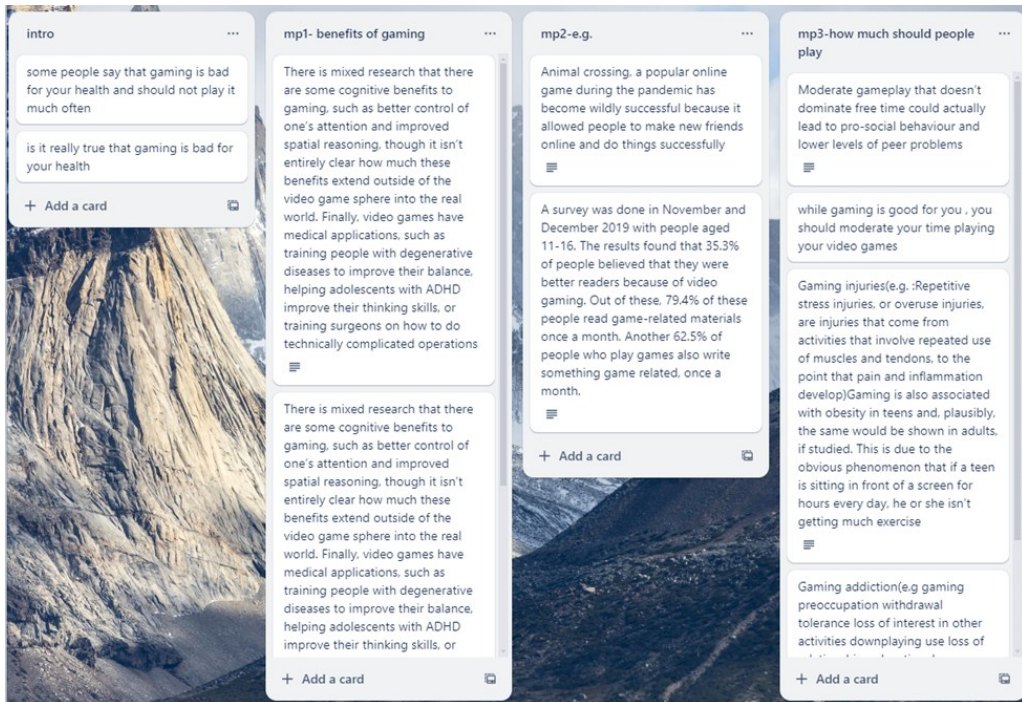 intro
some people say that gaming is bad
for your health and should not play it
much often
is it really true that gaming is bad for
your health
+ Add a card
mp1- benefits of gaming
There is mixed research that there
are some cognitive benefits to
gaming, such as better control of
one's attention and improved
spatial reasoning, though it isn't
entirely clear how much these
benefits extend outside of the
video game sphere into the real
world. Finally, video games have
medical applications, such as
training people with degenerative
diseases to improve their balance,
helping adolescents with ADHD
improve their thinking skills, or
training surgeons on how to do
technically complicated operations
There is mixed research that there
are some cognitive benefits to
gaming, such as better control of
one's attention and improved
spatial reasoning, though it isn't
entirely clear how much these
benefits extend outside of the
video game sphere into the real
world. Finally, video games have
medical applications, such as
training people with degenerative
diseases to improve their balance,
helping adolescents with ADHD
improve their thinking skills, or
+ Add a card
mp2-e.g.
Animal crossing, a popular online
game during the pandemic has
become wildly successful because it
allowed people to make new friends
online and do things successfully
A survey was done in November and
December 2019 with people aged
11-16. The results found that 35.3%
of people believed that they were
better readers because of video
gaming. Out of these, 79.4% of these
people read game-related materials
once a month. Another 62.5% of
people who play games also write
something game related, once a
month.
+ Add a card
mp3-how much should people
play
Moderate gameplay that doesn't
dominate free time could actually
lead to pro-social behaviour and
lower levels of peer problems
while gaming is good for you , you
should moderate your time playing
your video games
Gaming injuries(e.g. :Repetitive
stress injuries, or overuse injuries,
are injuries that come from
activities that involve repeated use
of muscles and tendons, to the
point that pain and inflammation
develop)Gaming is also associated
with obesity in teens and, plausibly,
the same would be shown in adults,
if studied. This is due to the
obvious phenomenon that if a teen
is sitting in front of a screen for
hours every day, he or she isn't
getting much exercise
Gaming addiction(e.g gaming
preoccupation withdrawal
tolerance loss of interest in other
activities downplaying use loss of
+ Add a card